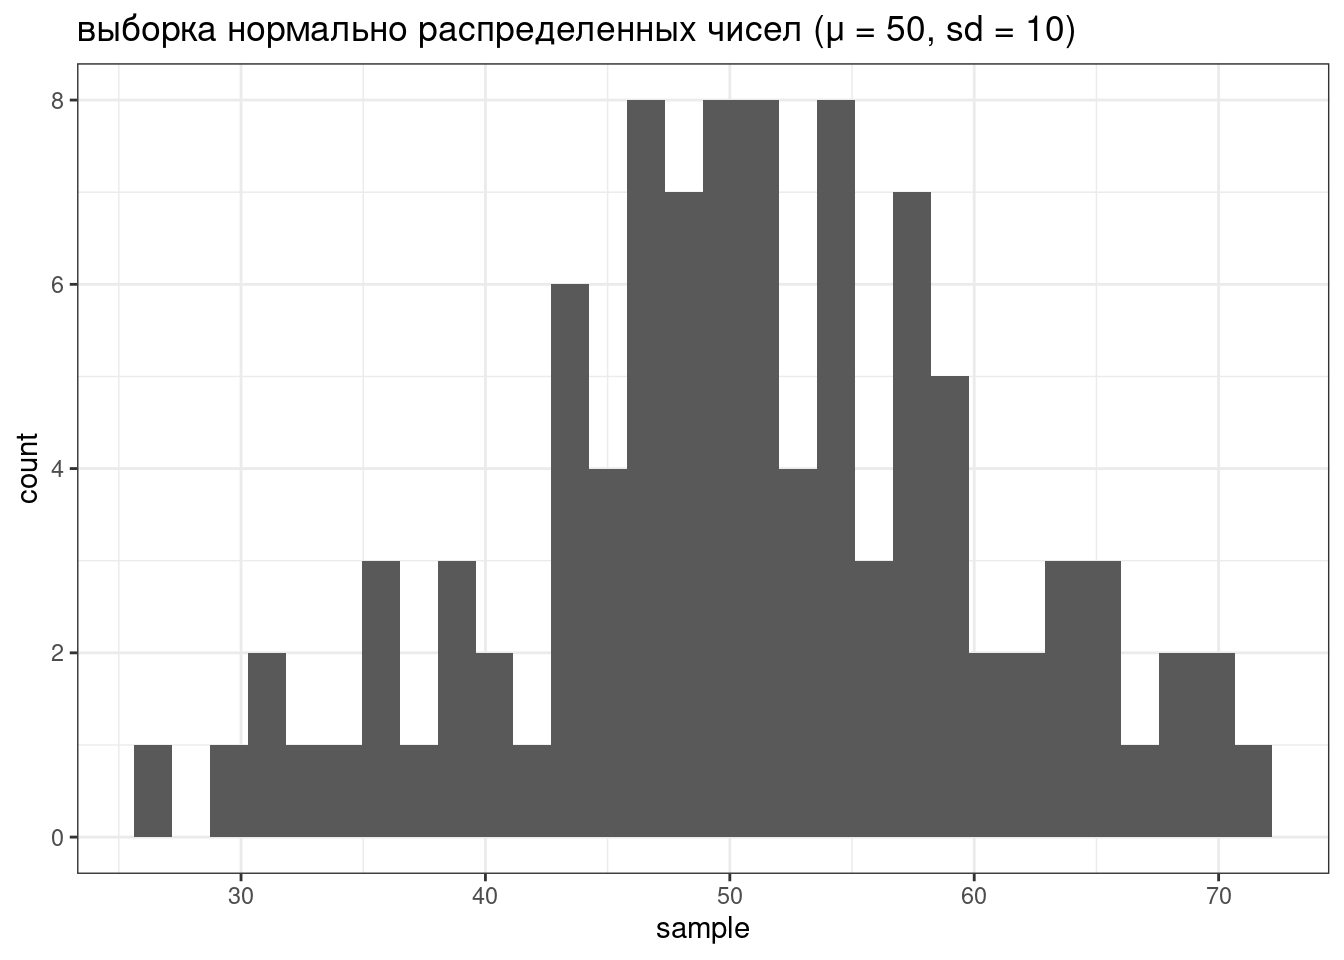 выборка нормально распределенных чисел (μ = 50, sd = 10)
8
6
4
2
0
count
30 40 50 60 70
sample